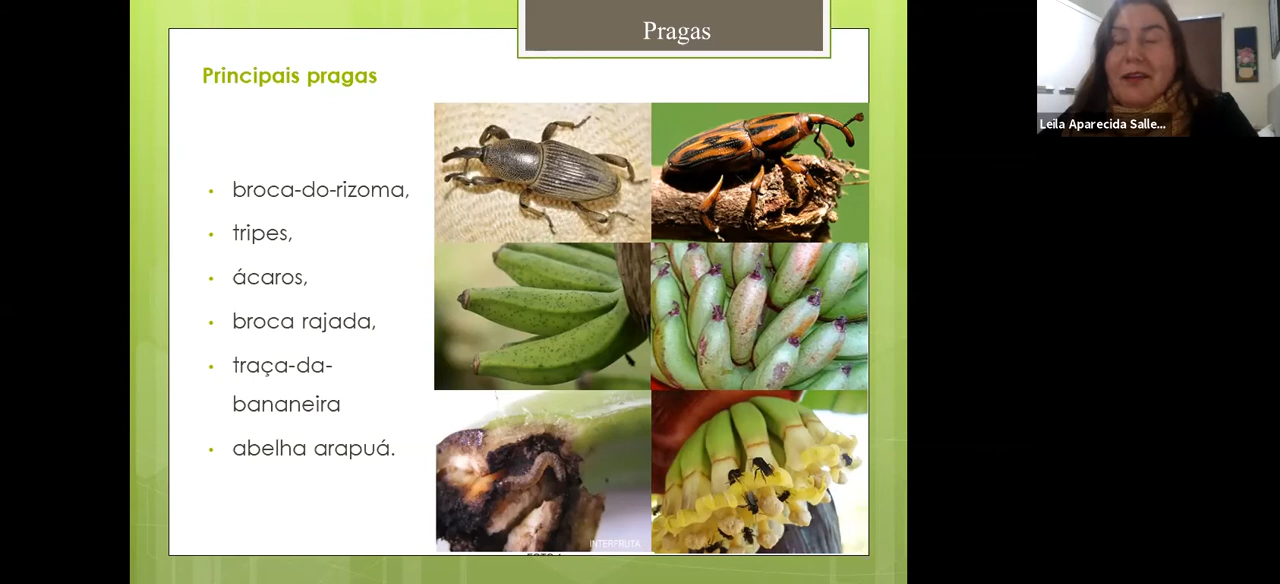 Pragas
Principais pragas
• broca-do-rizoma,
• tripes,
• ácaros,
• broca rajada,
• traça-da-
bananeira
• abelha arapuá.
INTERFRUTA
Leila Aparecida Salle...